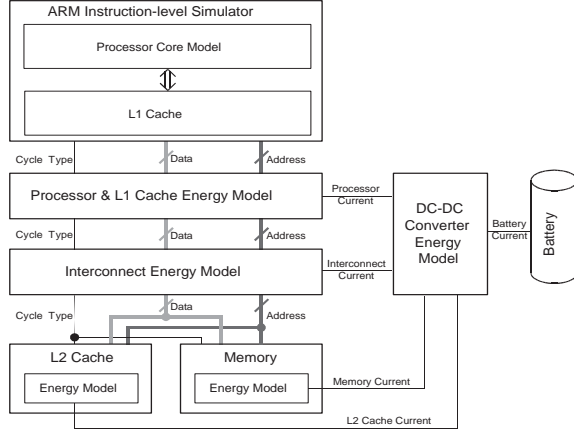 ARM Instruction-level Simulator
Processor Core Model
L1 Cache
Cycle Type
Data
Address
Processor & L1 Cache Energy Model
Processor
Current
DC-DC
Converter
Energy
Model
Battery
Current
Battery
Cycle Type
Data
Address
Interconnect Energy Model
Interconnect
Current
Cycle Type
Data
Address
L2 Cache
Energy Model
Memory
Energy Model
Memory Current
L2 Cache Current